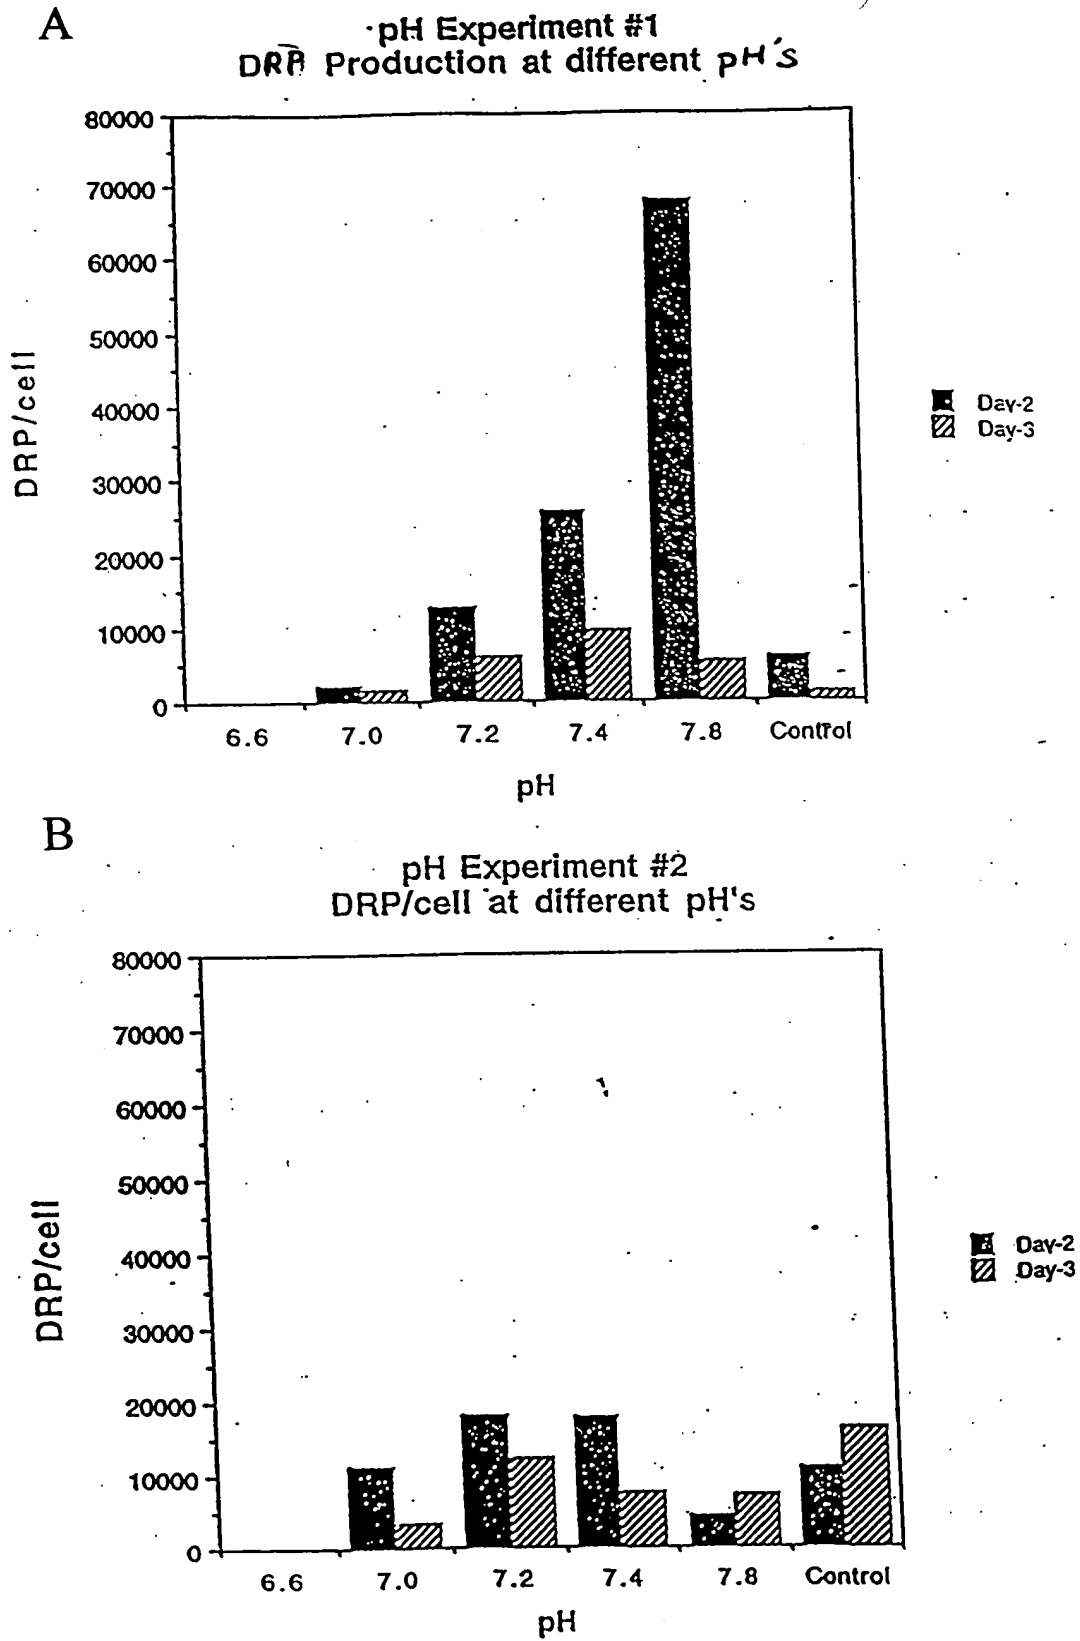 A
pH Experiment #1
DRP Production at different pH's
80000
70000
60000
50000
40000
30000
20000
10000
0
DRP/cell
Day-2
Day-3
6.6 7.0 7.2 7.4 7.8 Control
pH
B
pH Experiment #2
DRP/cell at different pH's
80000
70000
60000
50000
40000
30000
20000
10000
0
DRP/cell
Day-2
Day-3
6.6 7.0 7.2 7.4 7.8 Control
pH